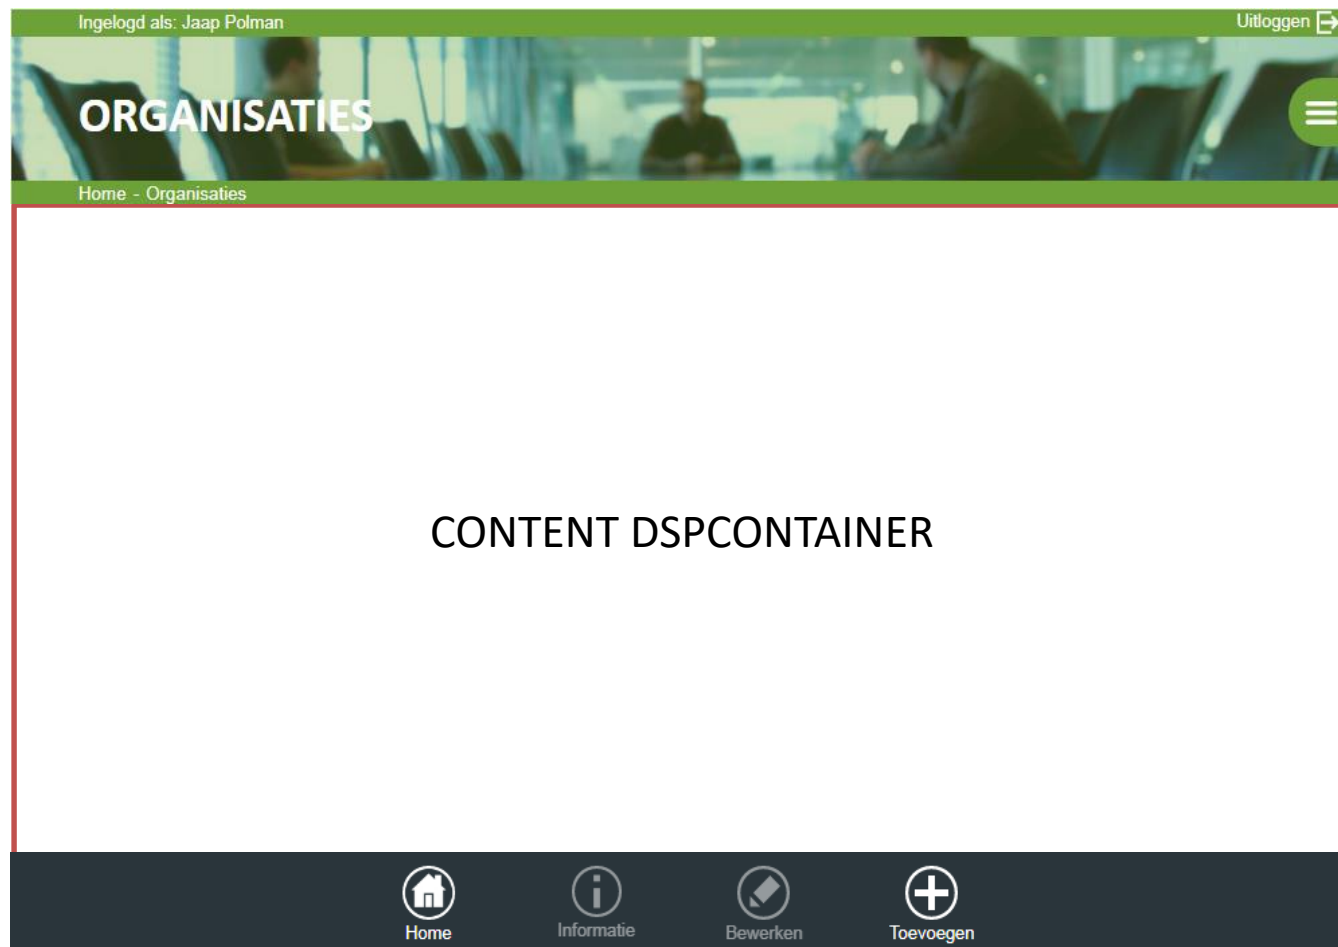 Ingelogd als: Jaap Polman
Uitloggen
ORGANISATIES
Home - Organisaties
CONTENT DSPCONTAINER
Home
Informatie
Bewerken
Toevoegen